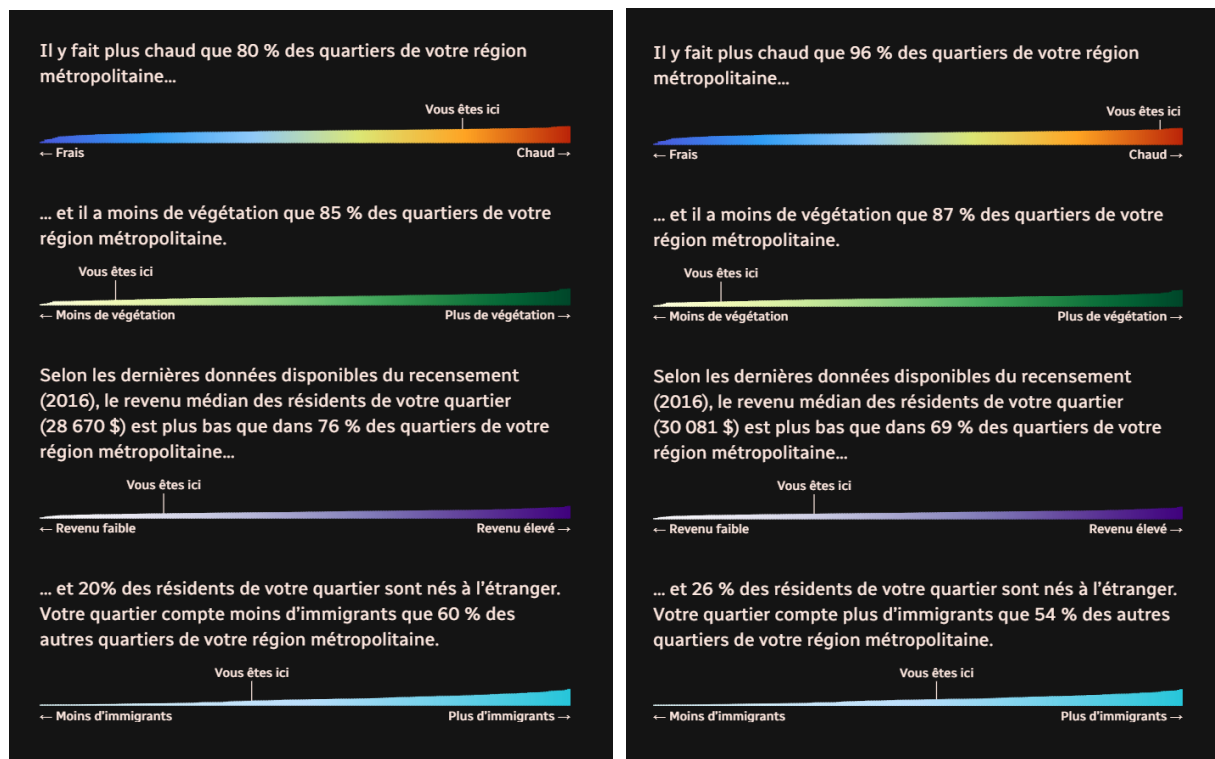 Il y fait plus chaud que 80 % des quartiers de votre région
métropolitaine...
Vous êtes ici
← Frais
Chaud →
... et il a moins de végétation que 85 % des quartiers de votre
région métropolitaine.
Vous êtes ici
← Moins de végétation
Plus de végétation →
Selon les dernières données disponibles du recensement
(2016), le revenu médian des résidents de votre quartier
(28 670 $) est plus bas que dans 76 % des quartiers de votre
région métropolitaine...
Vous êtes ici
← Revenu faible
Revenu élevé →
... et 20% des résidents de votre quartier sont nés à l'étranger.
Votre quartier compte moins d'immigrants que 60 % des
autres quartiers de votre région métropolitaine.
Vous êtes ici
← Moins d'immigrants
Plus d'immigrants →
Il y fait plus chaud que 96 % des quartiers de votre région
métropolitaine...
Vous êtes ici
← Frais
Chaud →
... et il a moins de végétation que 87 % des quartiers de votre
région métropolitaine.
Vous êtes ici
← Moins de végétation
Plus de végétation →
Selon les dernières données disponibles du recensement
(2016), le revenu médian des résidents de votre quartier
(30 081 $) est plus bas que dans 69 % des quartiers de votre
région métropolitaine...
Vous êtes ici
← Revenu faible
Revenu élevé →
... et 26 % des résidents de votre quartier sont nés à l'étranger.
Votre quartier compte plus d'immigrants que 54 % des autres
quartiers de votre région métropolitaine.
Vous êtes ici
← Moins d'immigrants
Plus d'immigrants →